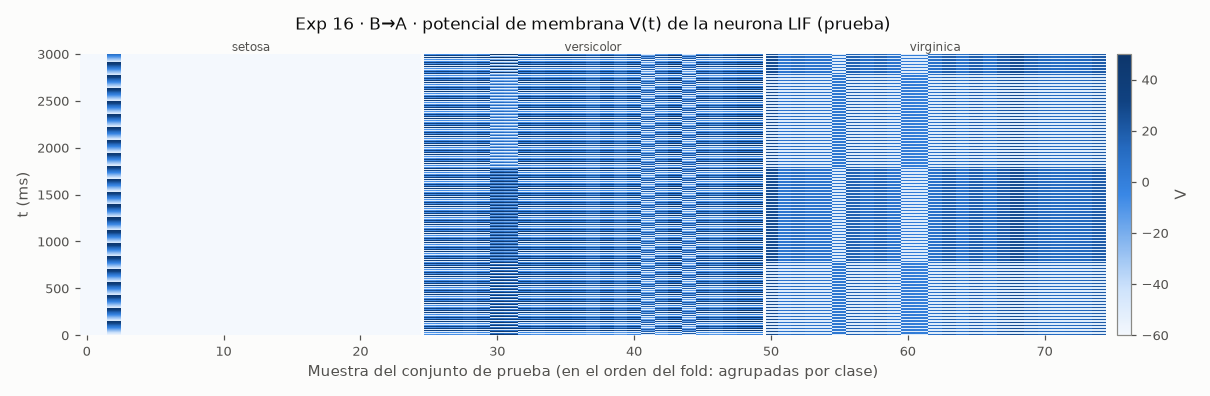 Exp 16 · B→A · potencial de membrana V(t) de la neurona LIF (prueba)
setosa versicolor virginica
3000
2500
2000
1500
1000
500
0
t (ms)
0 10 20 30 40 50 60 70
Muestra del conjunto de prueba (en el orden del fold: agrupadas por clase)
40
20
0
−20
−40
−60
V